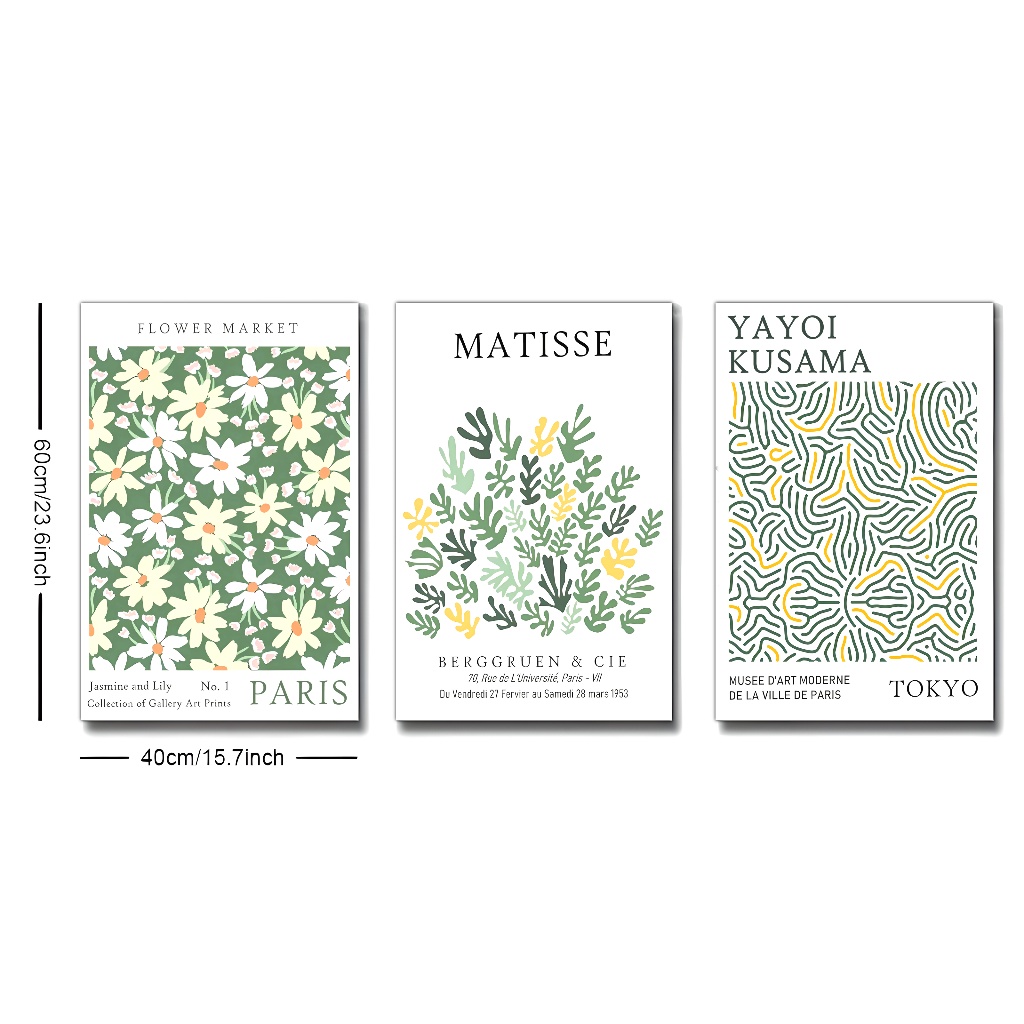 60cm/23.6inch
FLOWER MARKET
Jasmine and Lily No. 1
Collection of Gallery Art Prints
PARIS
40cm/15.7inch
MATISSE
BERGGRUEN & CIE
70, Rue de L'Université, Paris - VII
Du Vendredi 27 Fervier au Samedi 28 mars 1953
YAYOI
KUSAMA
MUSEE D'ART MODERNE
DE LA VILLE DE PARIS
TOKYO